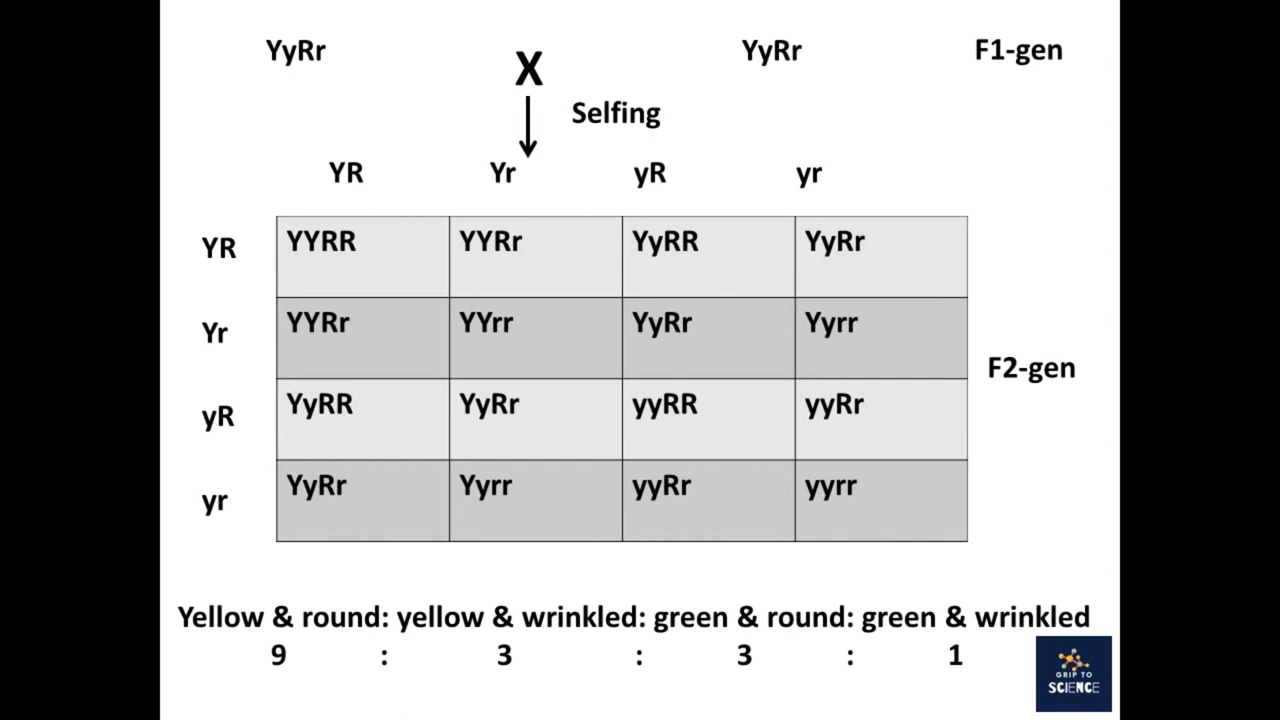 YyRr X YyRr F1-gen
Selfing
YR Yr yR yr
YR YYRR YYRr YyRR YyRr
Yr YYRr YYrr YyRr Yyrr
F2-gen
yR YyRR YyRr yyRR yyRr
yr YyRr Yyrr yyRr yyrr
Yellow & round: yellow & wrinkled: green & round: green & wrinkled
9 : 3 : 3 : 1
GRIP TO
SCIENCE